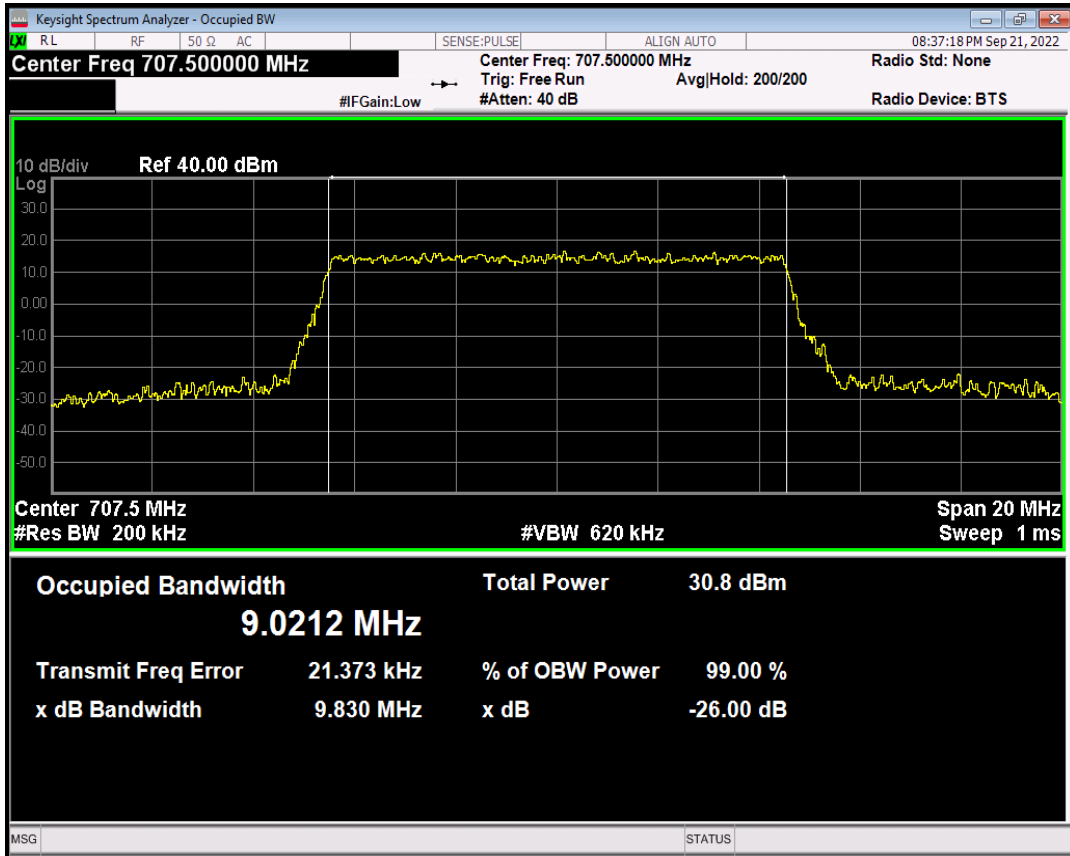 Keysight Spectrum Analyzer - Occupied BW
LXI RL RF 50 Ω AC SENSE:PULSE ALIGN AUTO 08:37:18 PM Sep 21, 2022
Center Freq 707.500000 MHz Center Freq: 707.500000 MHz Radio Std: None
Trig: Free Run Avg|Hold: 200/200
#IFGain:Low #Atten: 40 dB Radio Device: BTS
10 dB/div Ref 40.00 dBm
Log
30.0
20.0
10.0
0.00
-10.0
-20.0
-30.0
-40.0
-50.0
Center 707.5 MHz Span 20 MHz
#Res BW 200 kHz #VBW 620 kHz Sweep 1 ms
Occupied Bandwidth Total Power 30.8 dBm
9.0212 MHz
Transmit Freq Error 21.373 kHz % of OBW Power 99.00 %
x dB Bandwidth 9.830 MHz x dB -26.00 dB
MSG STATUS